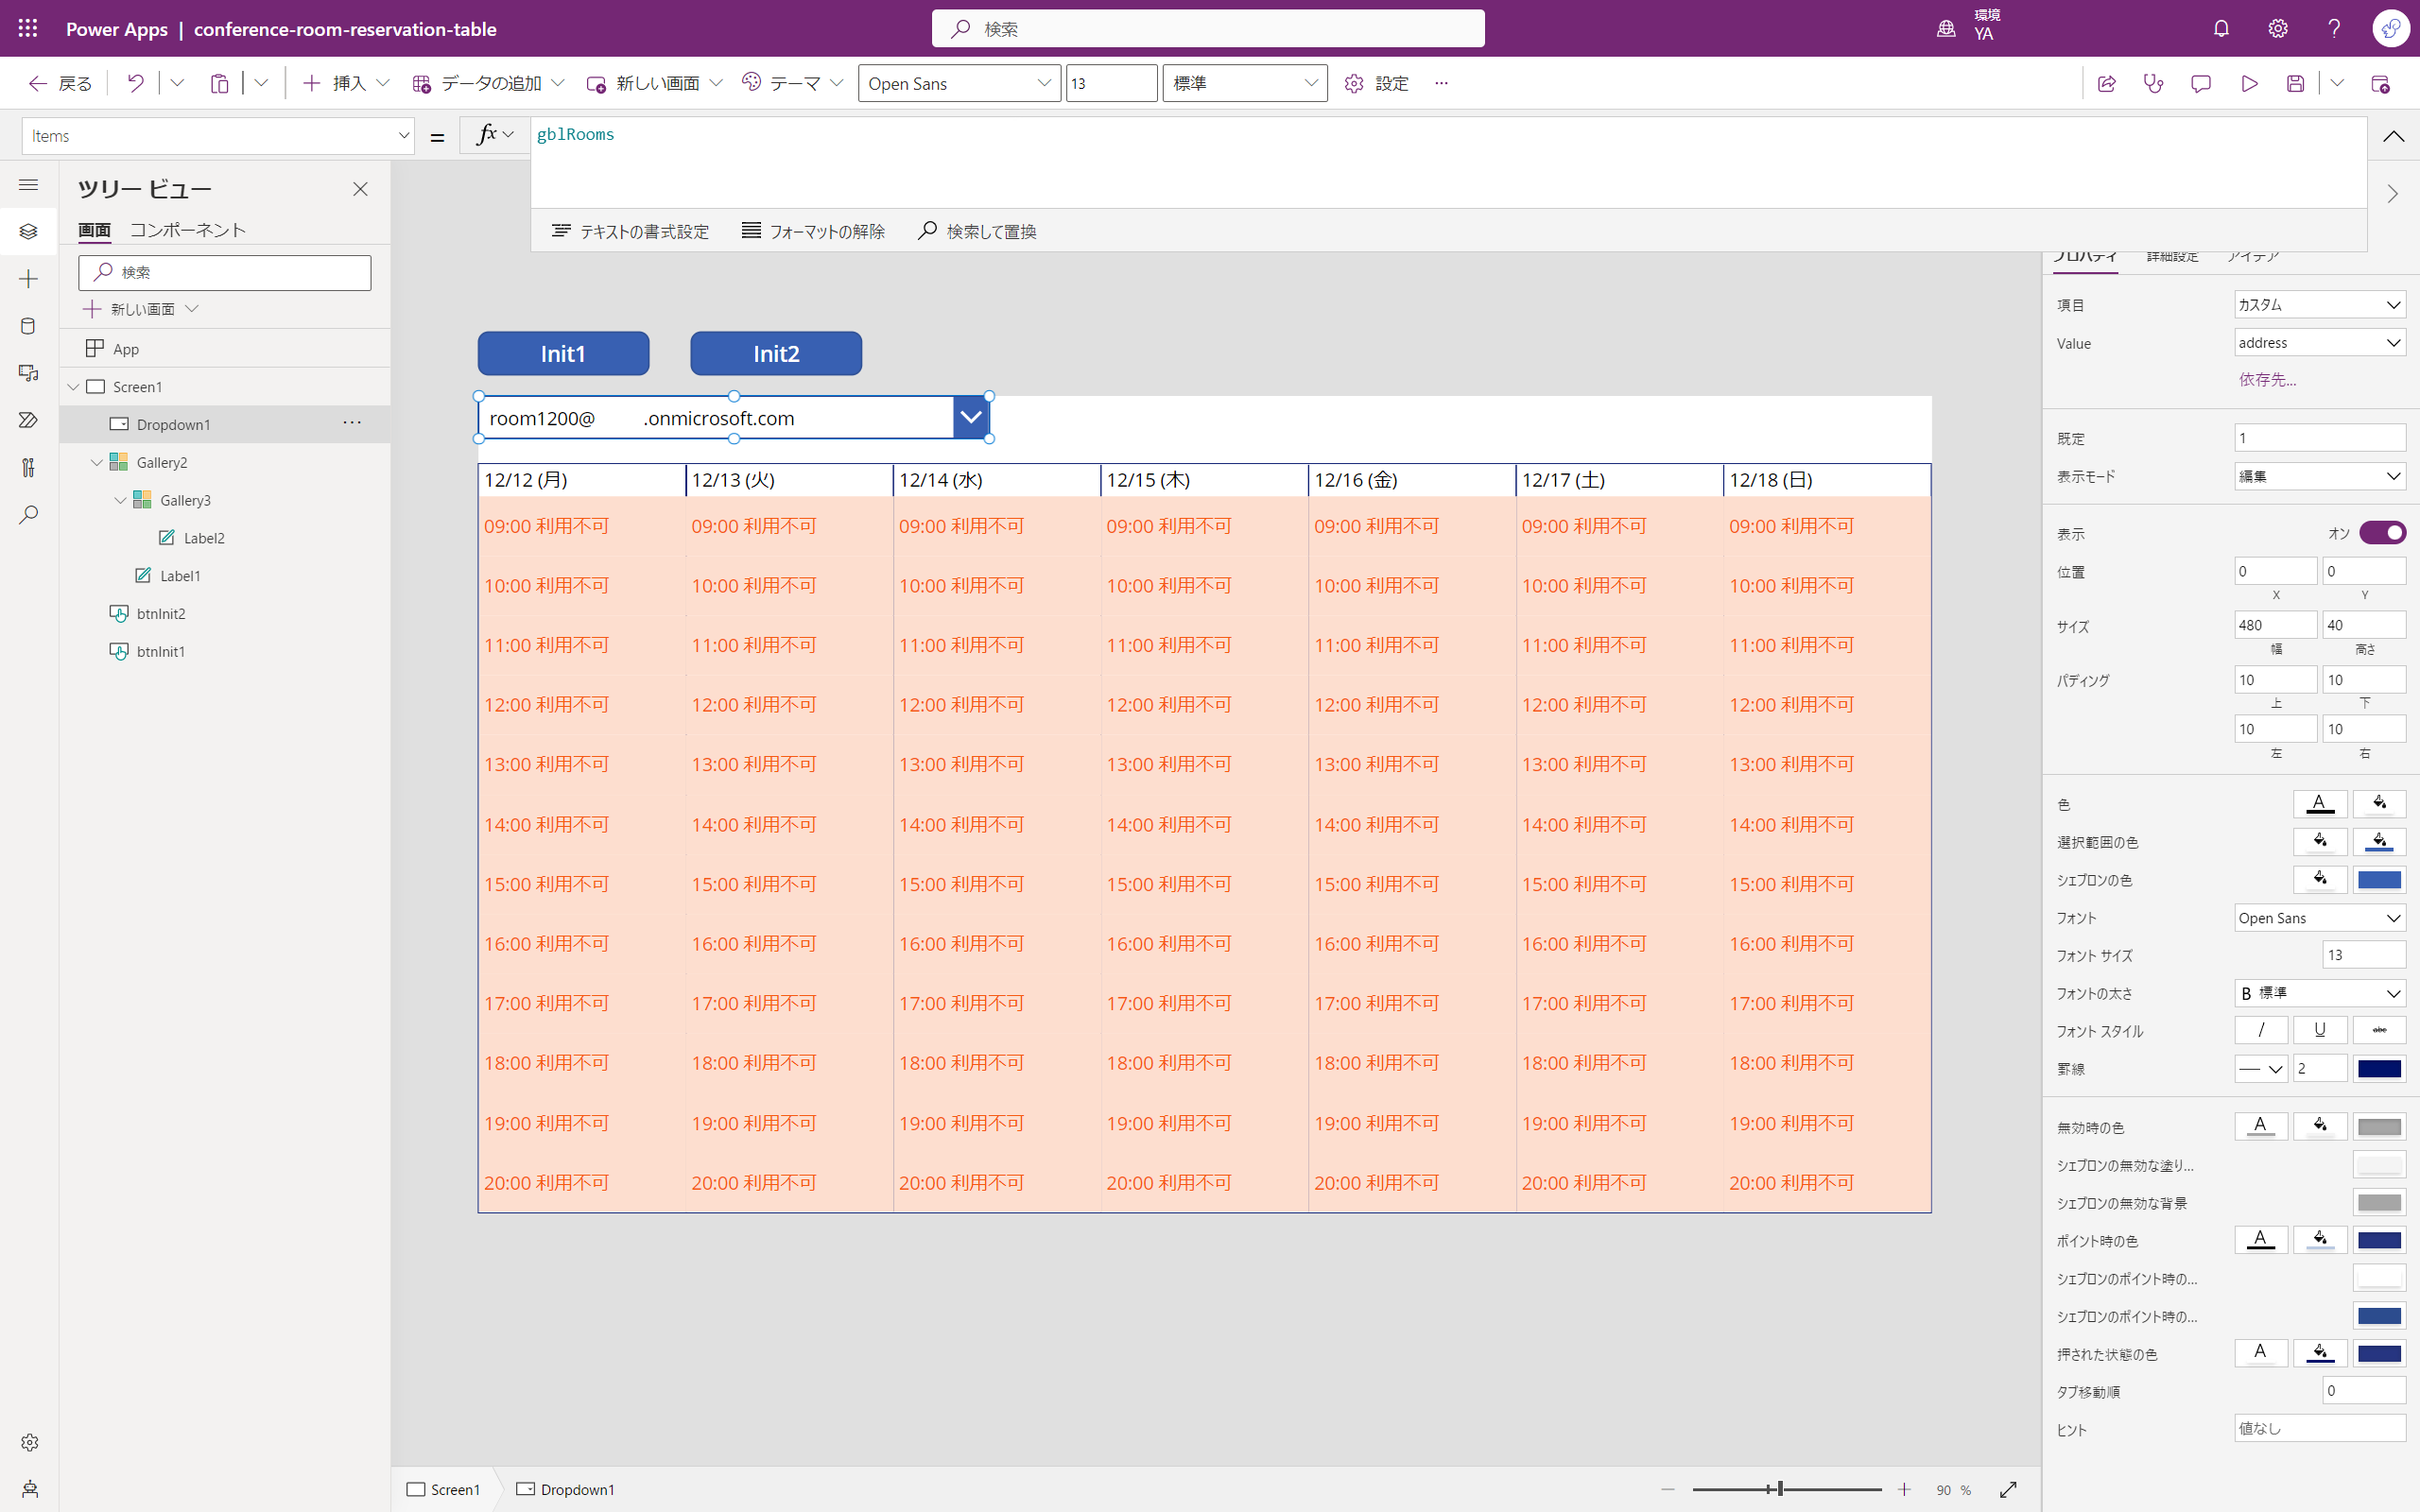 Power Apps | conference-room-reservation-table
検索
環境
YA
戻る
挿入
データの追加
新しい画面
テーマ
Open Sans
13
標準
設定
Items
=
fx
gblRooms
テキストの書式設定
フォーマットの解除
検索して置換
ツリー ビュー
画面
コンポーネント
検索
新しい画面
App
Screen1
Dropdown1
Gallery2
Gallery3
Label2
Label1
btnInit2
btnInit1
Init1
Init2
room1200@ .onmicrosoft.com
12/12 (月) 12/13 (火) 12/14 (水) 12/15 (木) 12/16 (金) 12/17 (土) 12/18 (日)
09:00 利用不可 09:00 利用不可 09:00 利用不可 09:00 利用不可 09:00 利用不可 09:00 利用不可 09:00 利用不可
10:00 利用不可 10:00 利用不可 10:00 利用不可 10:00 利用不可 10:00 利用不可 10:00 利用不可 10:00 利用不可
11:00 利用不可 11:00 利用不可 11:00 利用不可 11:00 利用不可 11:00 利用不可 11:00 利用不可 11:00 利用不可
12:00 利用不可 12:00 利用不可 12:00 利用不可 12:00 利用不可 12:00 利用不可 12:00 利用不可 12:00 利用不可
13:00 利用不可 13:00 利用不可 13:00 利用不可 13:00 利用不可 13:00 利用不可 13:00 利用不可 13:00 利用不可
14:00 利用不可 14:00 利用不可 14:00 利用不可 14:00 利用不可 14:00 利用不可 14:00 利用不可 14:00 利用不可
15:00 利用不可 15:00 利用不可 15:00 利用不可 15:00 利用不可 15:00 利用不可 15:00 利用不可 15:00 利用不可
16:00 利用不可 16:00 利用不可 16:00 利用不可 16:00 利用不可 16:00 利用不可 16:00 利用不可 16:00 利用不可
17:00 利用不可 17:00 利用不可 17:00 利用不可 17:00 利用不可 17:00 利用不可 17:00 利用不可 17:00 利用不可
18:00 利用不可 18:00 利用不可 18:00 利用不可 18:00 利用不可 18:00 利用不可 18:00 利用不可 18:00 利用不可
19:00 利用不可 19:00 利用不可 19:00 利用不可 19:00 利用不可 19:00 利用不可 19:00 利用不可 19:00 利用不可
20:00 利用不可 20:00 利用不可 20:00 利用不可 20:00 利用不可 20:00 利用不可 20:00 利用不可 20:00 利用不可
Screen1
Dropdown1
90 %
プロパティ 詳細設定 アイデア
項目 カスタム
Value address
依存先...
既定 1
表示モード 編集
表示 オン
位置 0 0
X Y
サイズ 480 40
幅 高さ
パディング 10 10
上 下
10 10
左 右
色 A
選択範囲の色
シェブロンの色
フォント Open Sans
フォント サイズ 13
フォントの太さ B 標準
フォント スタイル / U abc
罫線 2
無効時の色 A
シェブロンの無効な塗り...
シェブロンの無効な背景
ポイント時の色 A
シェブロンのポイント時の...
シェブロンのポイント時の...
押された状態の色 A
タブ移動順 0
ヒント 値なし